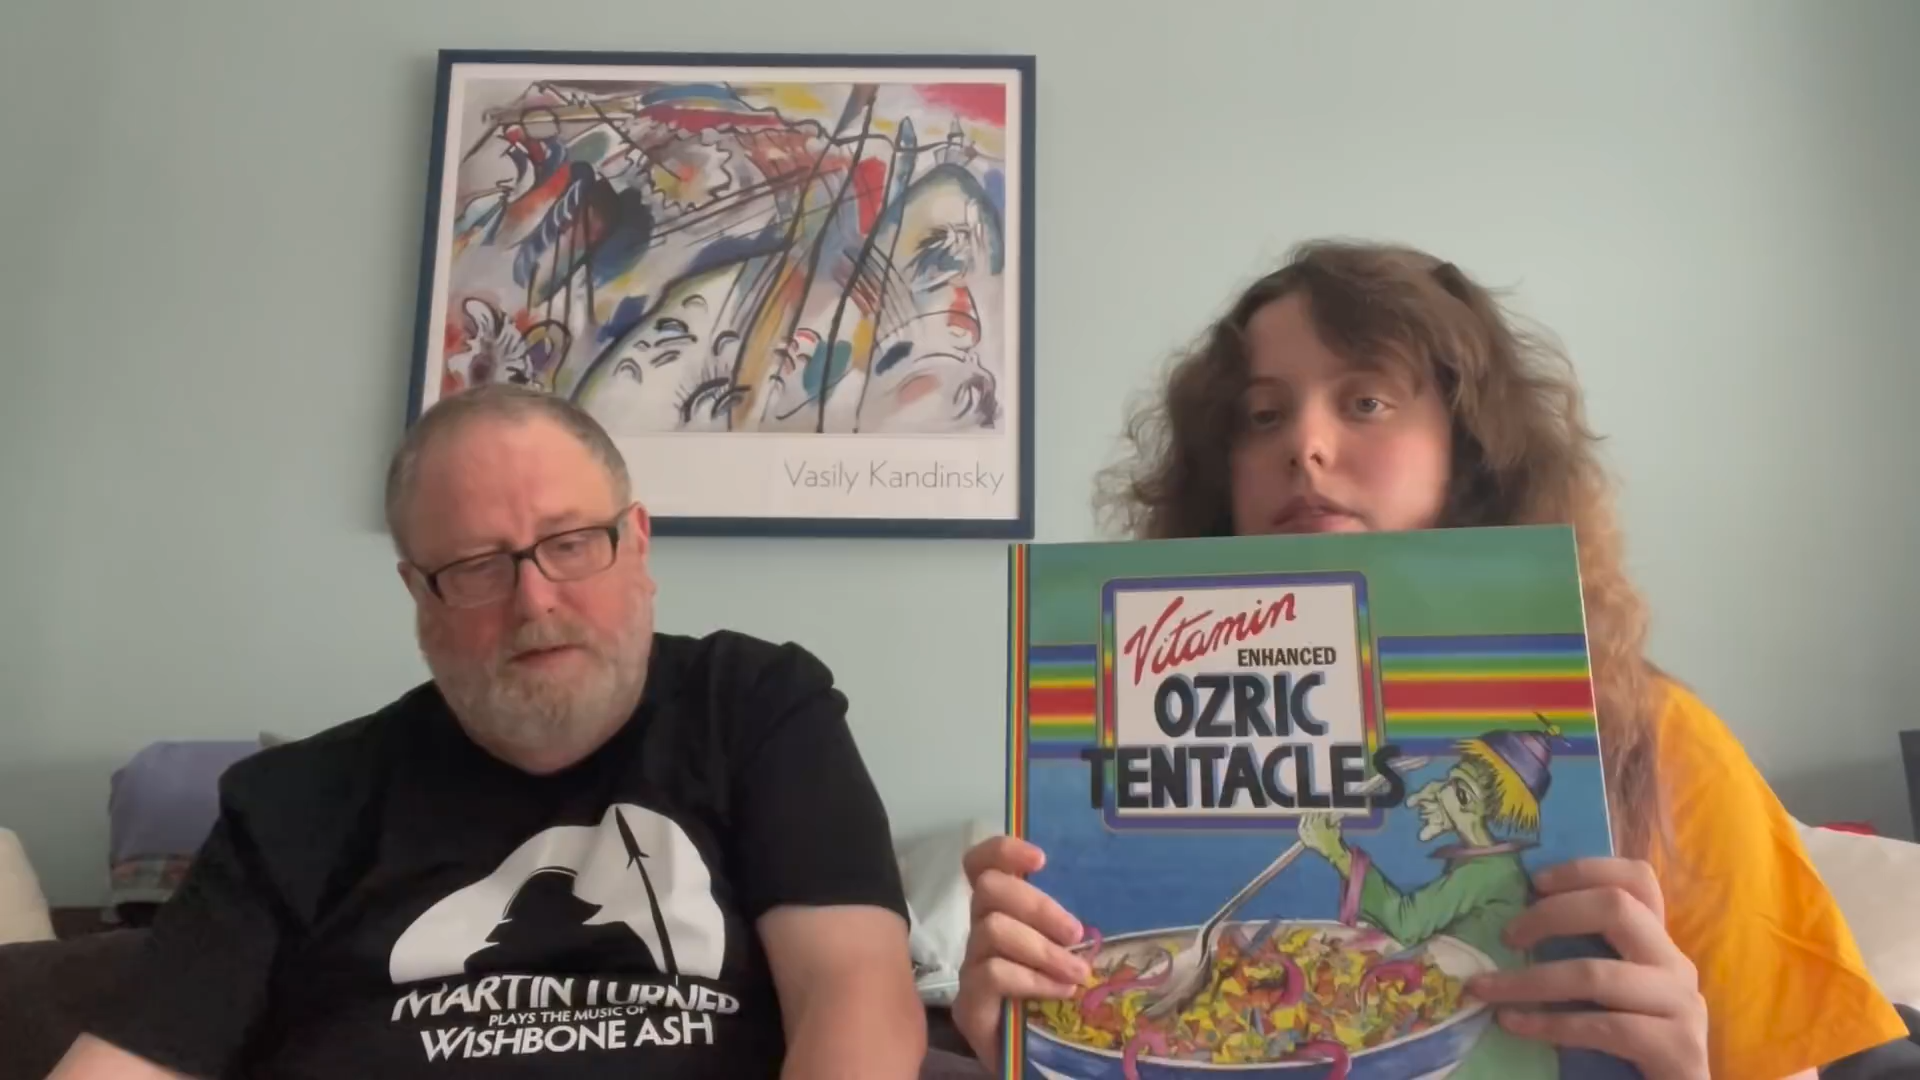 Vasily Kandinsky
Vitamin
ENHANCED
OZRIC
TENTACLES
MARTIN TURNER
PLAYS THE MUSIC OF
WISHBONE ASH